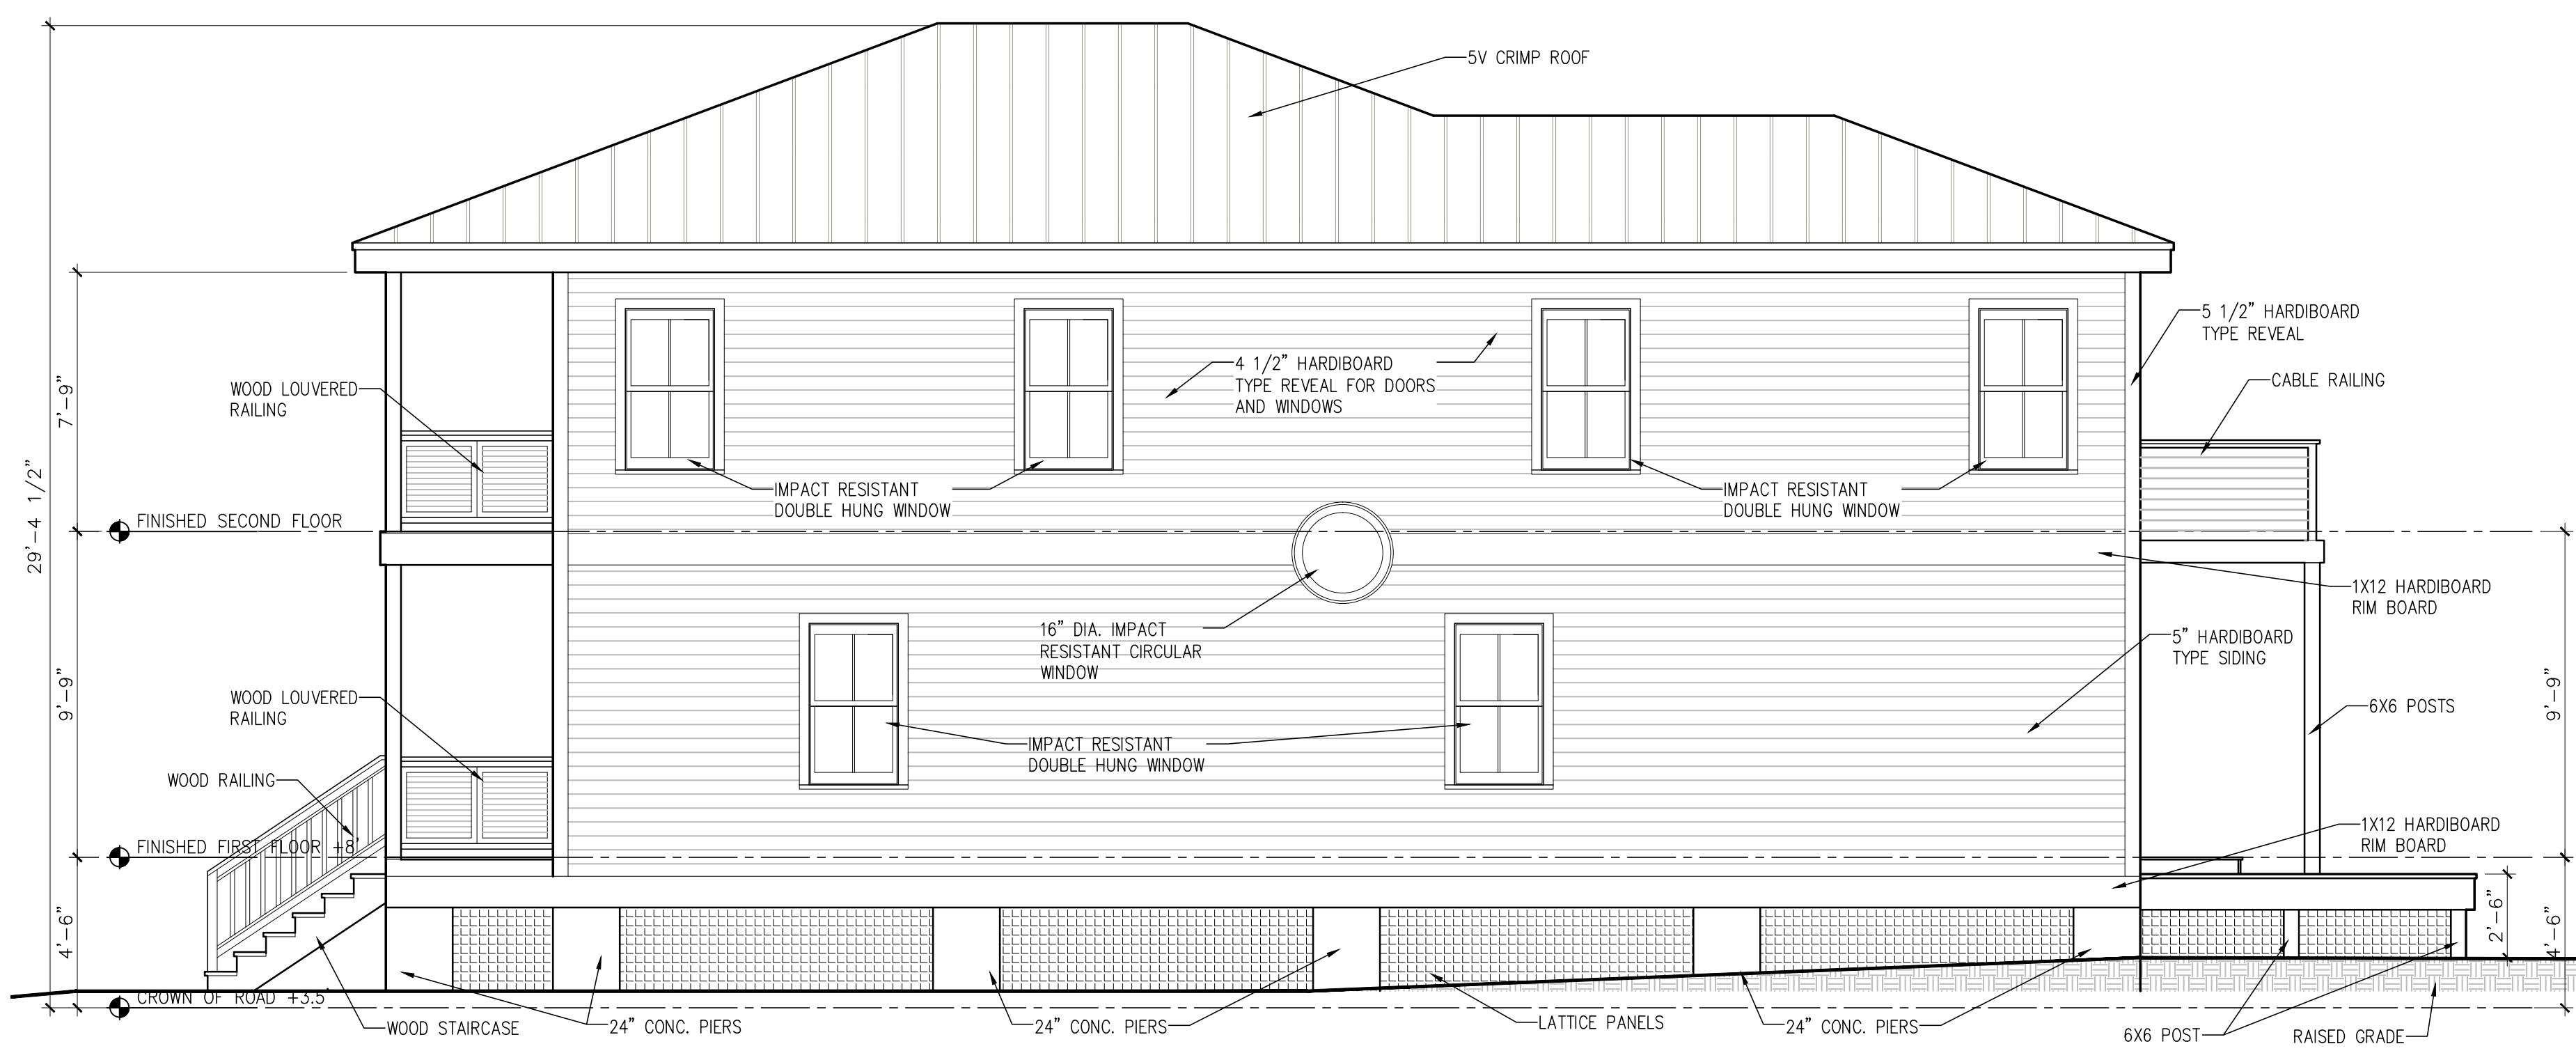 5V CRIMP ROOF
5 1/2" HARDIBOARD
TYPE REVEAL
4 1/2" HARDIBOARD
TYPE REVEAL FOR DOORS
AND WINDOWS
CABLE RAILING
WOOD LOUVERED
RAILING
7'-9"
29'-4 1/2"
IMPACT RESISTANT
DOUBLE HUNG WINDOW
IMPACT RESISTANT
DOUBLE HUNG WINDOW
FINISHED SECOND FLOOR
1X12 HARDIBOARD
RIM BOARD
16" DIA. IMPACT
RESISTANT CIRCULAR
WINDOW
5" HARDIBOARD
TYPE SIDING
9'-9"
WOOD LOUVERED
RAILING
9'-9"
6X6 POSTS
IMPACT RESISTANT
DOUBLE HUNG WINDOW
WOOD RAILING
1X12 HARDIBOARD
RIM BOARD
FINISHED FIRST FLOOR +8'
4'-6"
2'-6"
4'-6"
CROWN OF ROAD +3.5'
WOOD STAIRCASE
24" CONC. PIERS
24" CONC. PIERS
LATTICE PANELS
24" CONC. PIERS
6X6 POST
RAISED GRADE